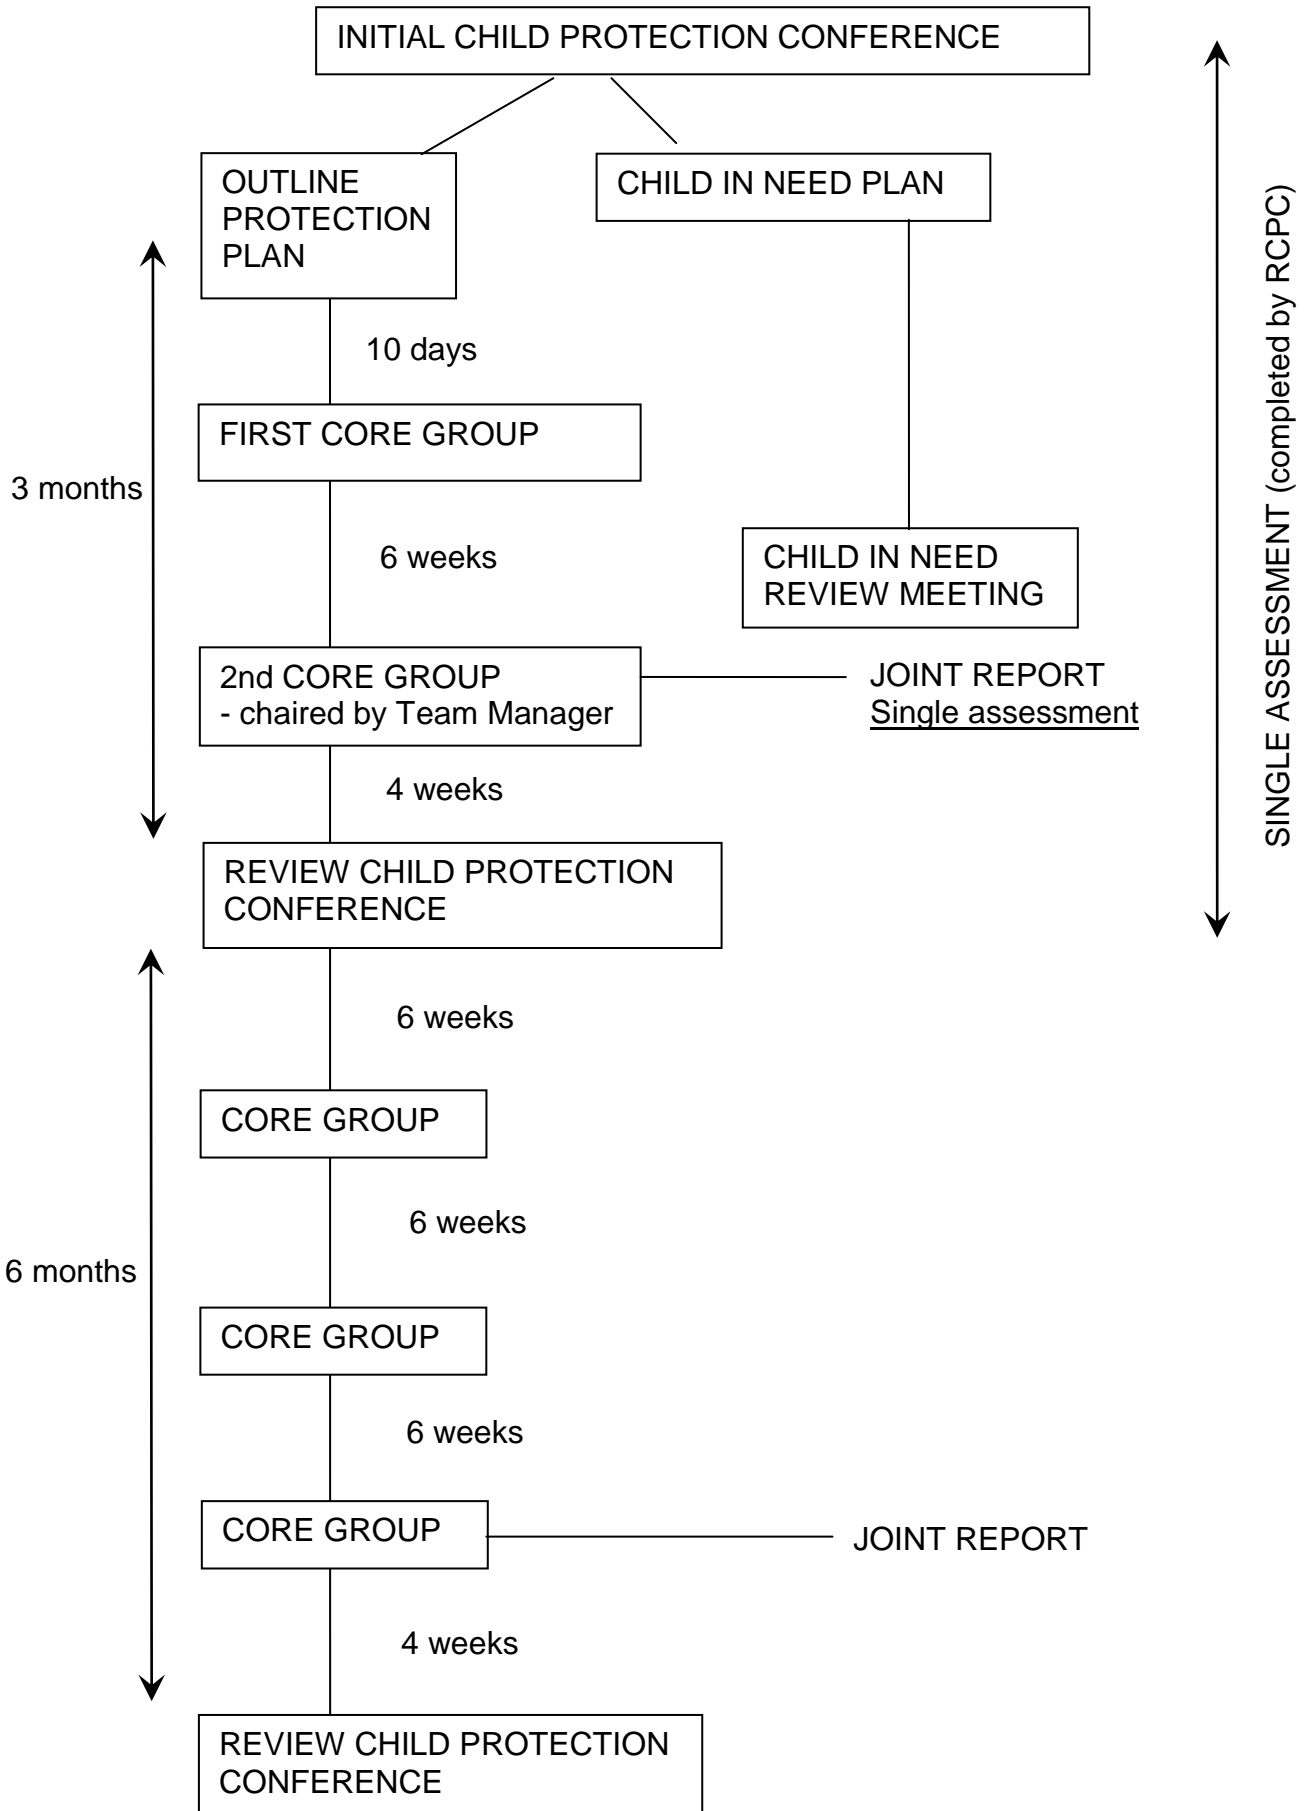 INITIAL CHILD PROTECTION CONFERENCE
OUTLINE
PROTECTION
PLAN
CHILD IN NEED PLAN
10 days
FIRST CORE GROUP
3 months
6 weeks
CHILD IN NEED
REVIEW MEETING
2nd CORE GROUP
- chaired by Team Manager
JOINT REPORT
Single assessment
4 weeks
SINGLE ASSESSMENT (completed by RCPC)
REVIEW CHILD PROTECTION
CONFERENCE
6 weeks
CORE GROUP
6 weeks
6 months
CORE GROUP
6 weeks
CORE GROUP
JOINT REPORT
4 weeks
REVIEW CHILD PROTECTION
CONFERENCE